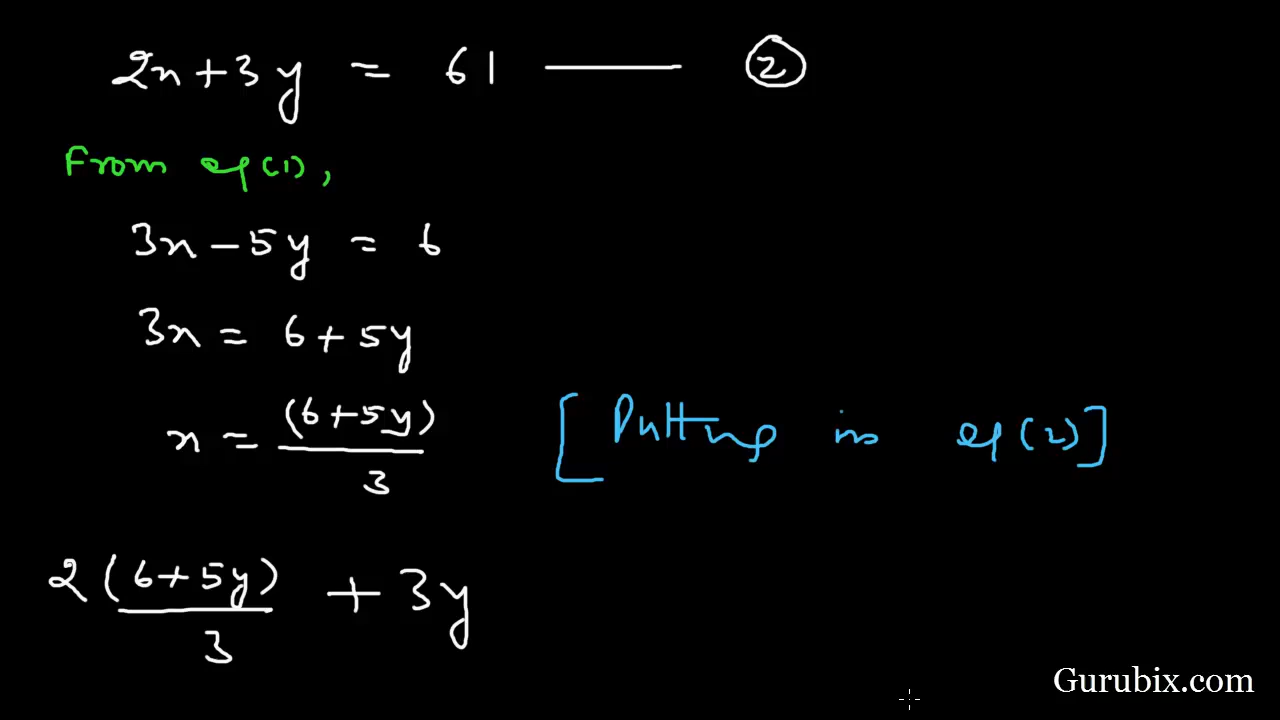 2x + 3y = 61 —— ②
From eq (1),
3x - 5y = 6
3x = 6 + 5y
x = (6 + 5y) / 3 [Putting in eq (2)]
2 (6 + 5y) / 3 + 3y
Gurubix.com